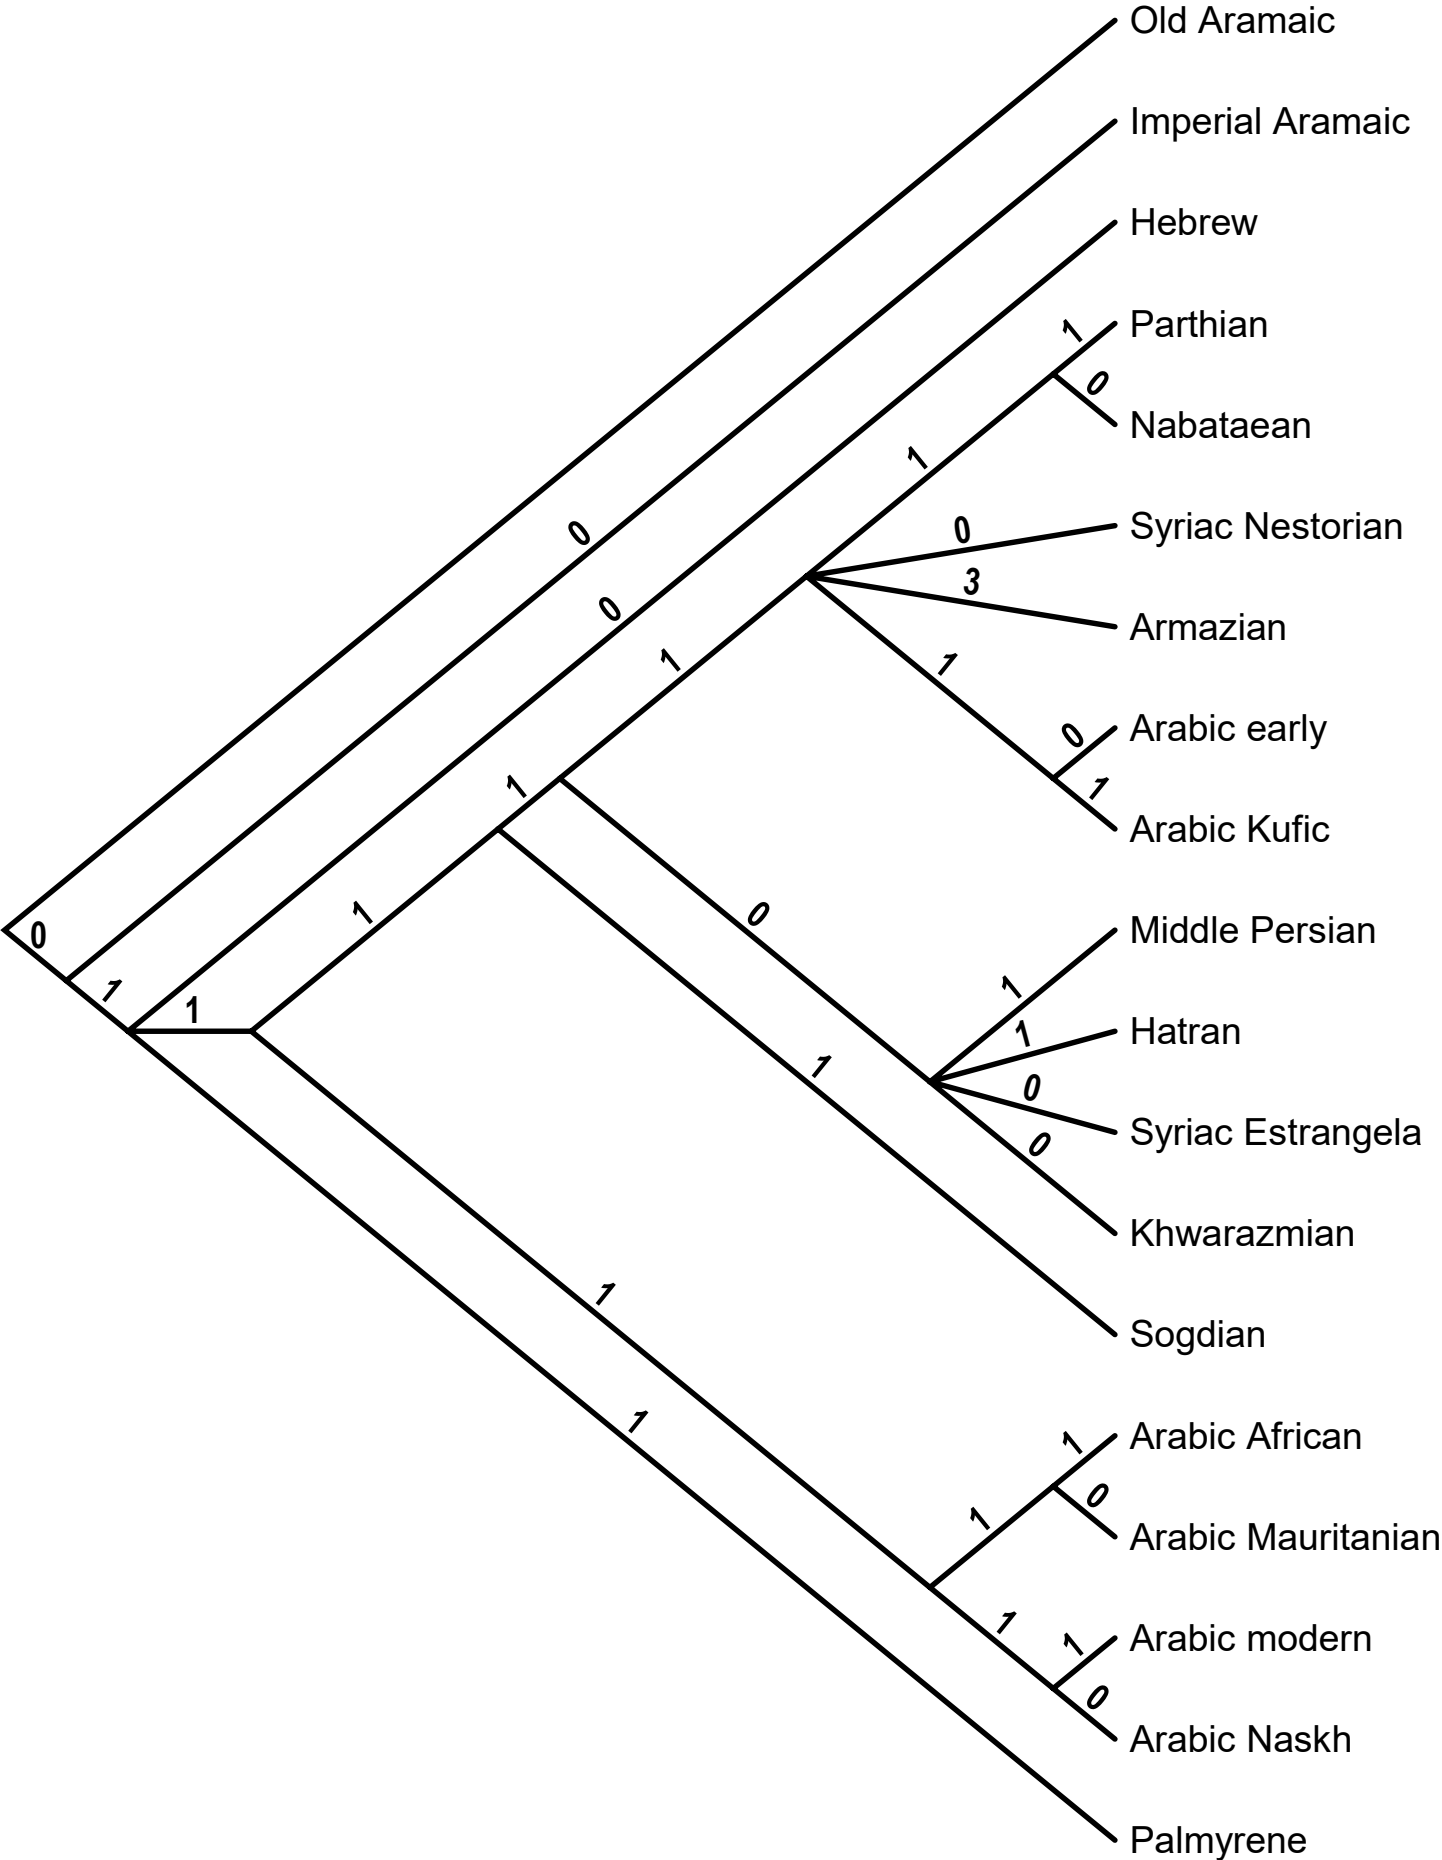 Old Aramaic
Imperial Aramaic
Hebrew
1 Parthian
0 Nabataean
1
0 Syriac Nestorian
0
3 Armazian
0
1
1
0 Arabic early
1
1 Arabic Kufic
0
0
1 Middle Persian
1
1
1 Hatran
1
0 Syriac Estrangela
0 Khwarazmian
1
1 Sogdian
1
1 Arabic African
0 Arabic Mauritanian
1
1
1 Arabic modern
1
0 Arabic Naskh
Palmyrene